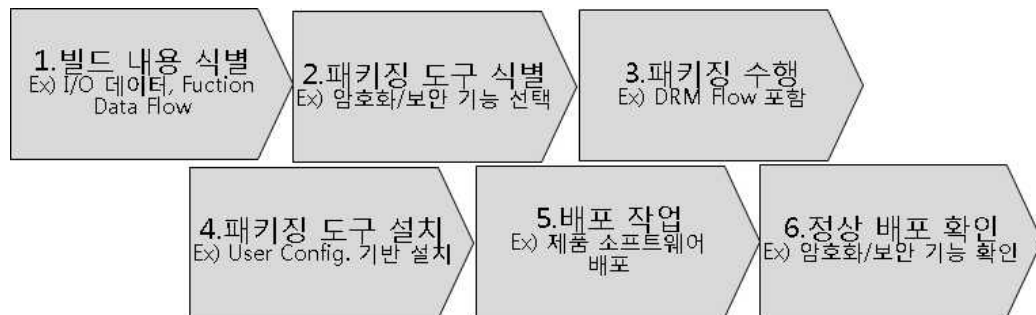 1.빌드 내용 식별
Ex) I/O 데이터, Fuction
Data Flow
2.패키징 도구 식별
Ex) 암호화/보안 기능 선택
3.패키징 수행
Ex) DRM Flow 포함
4.패키징 도구 설치
Ex) User Config. 기반 설치
5.배포 작업
Ex) 제품 소프트웨어
배포
6.정상 배포 확인
Ex) 암호화/보안 기능 확인